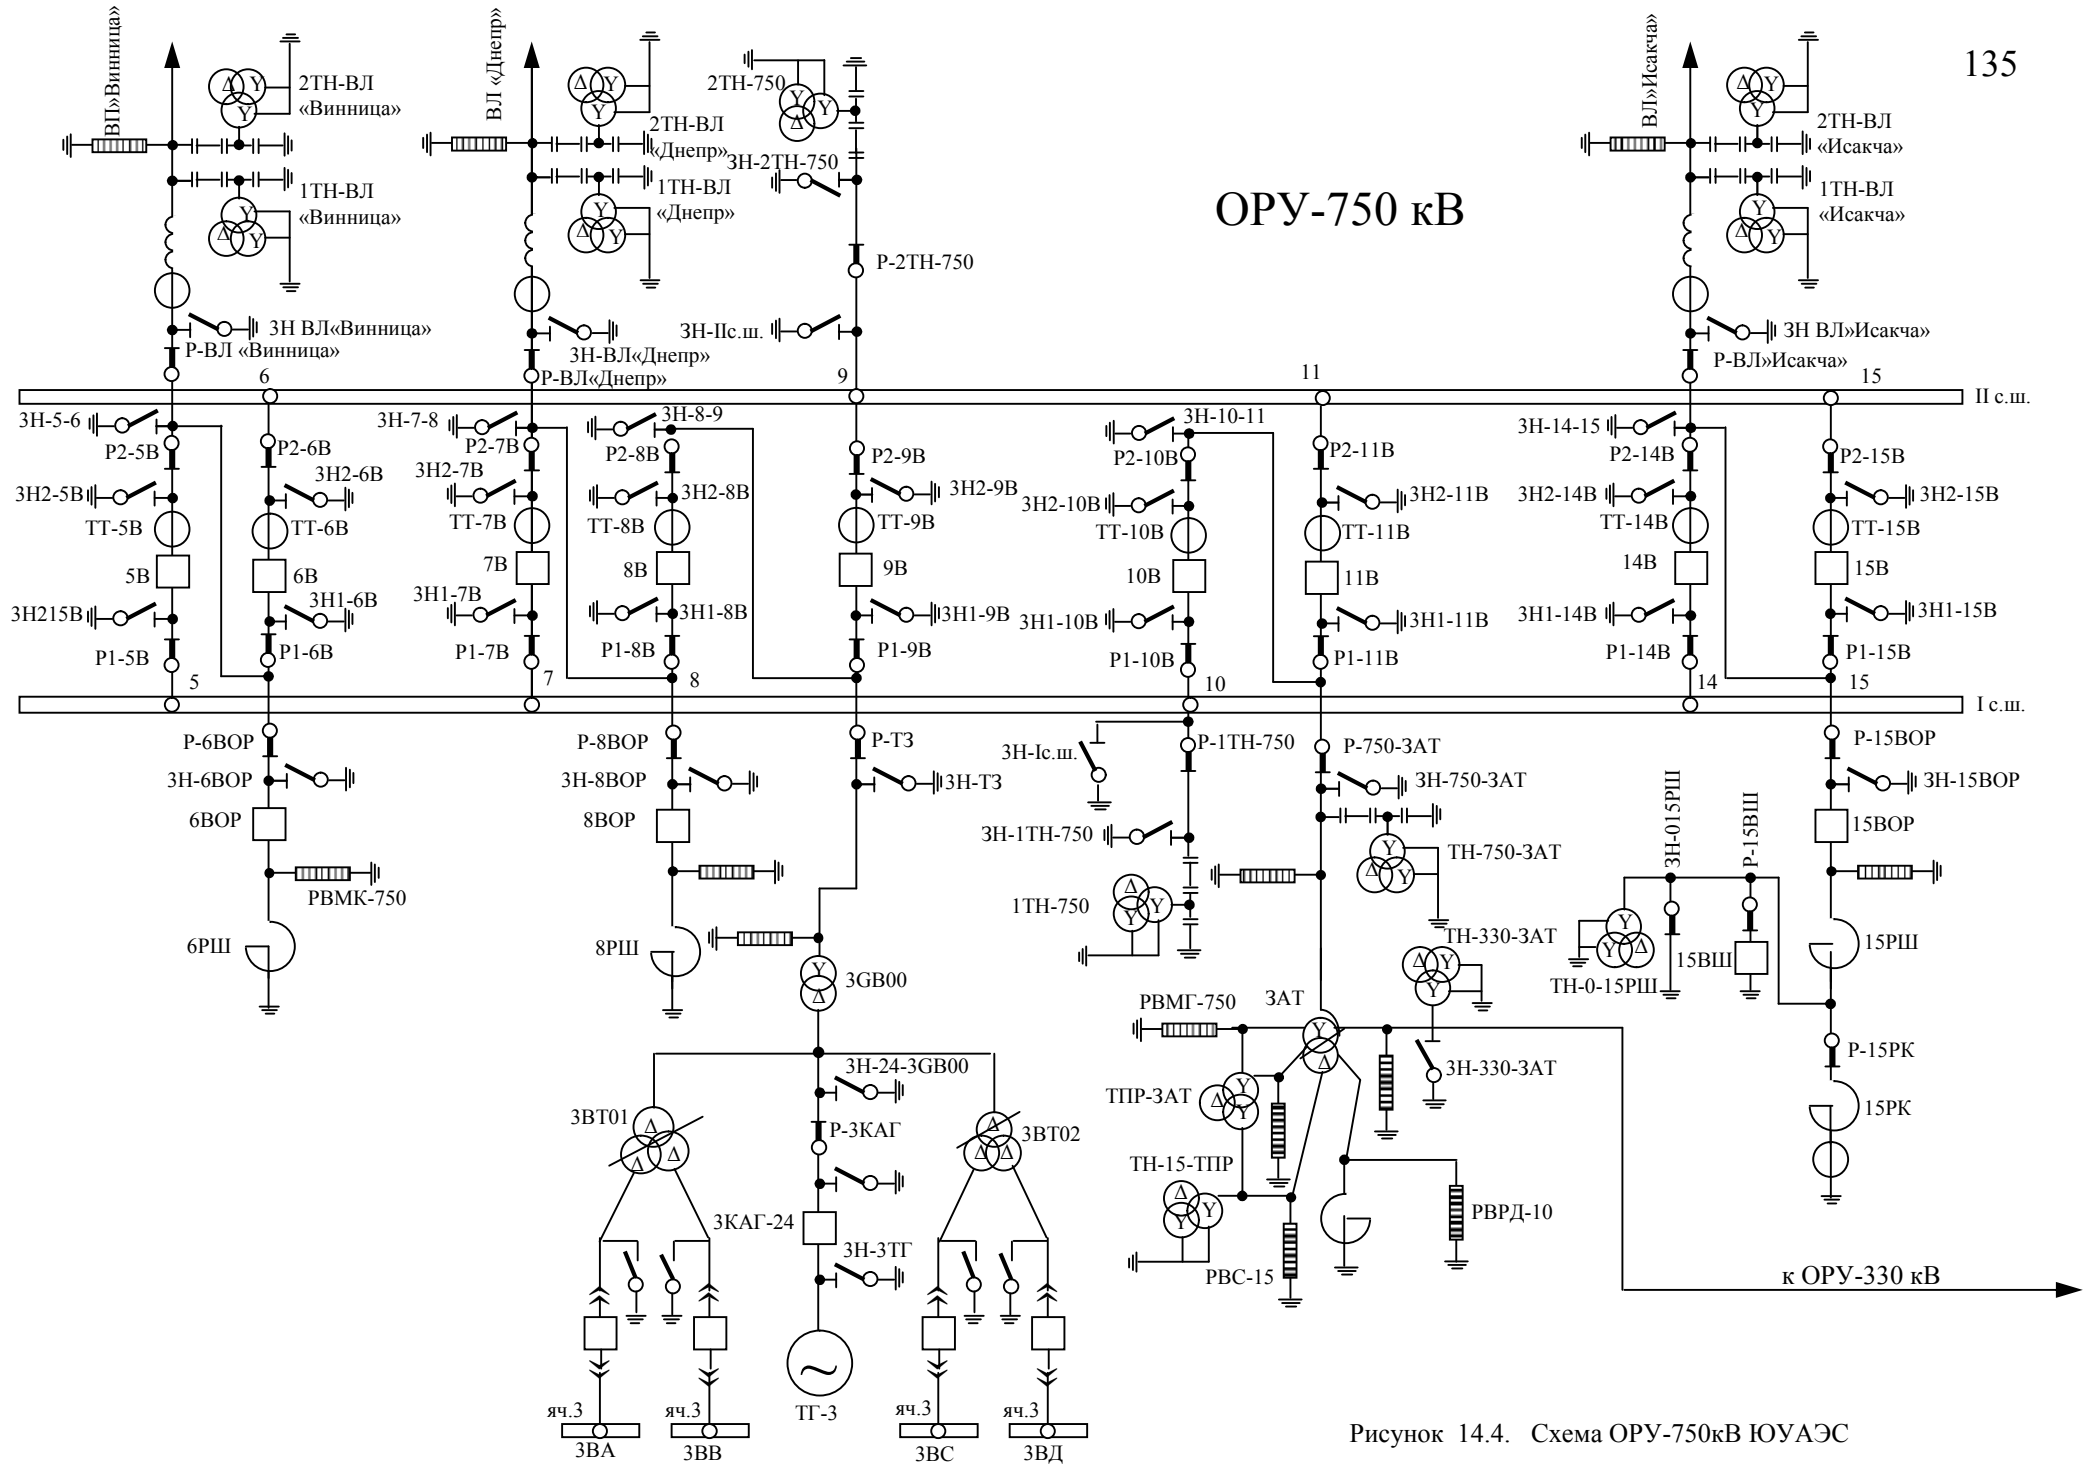 135
ОРУ-750 кВ
ВП»Винница»
2ТН-ВЛ
«Винница»
1ТН-ВЛ
«Винница»
ВЛ «Днепр»
2ТН-ВЛ
«Днепр»
1ТН-ВЛ
«Днепр»
2ТН-750
ЗН-2ТН-750
Р-2ТН-750
ЗН-IIс.ш.
ВЛ»Исакча»
2ТН-ВЛ
«Исакча»
1ТН-ВЛ
«Исакча»
ЗН ВЛ«Винница»
Р-ВЛ «Винница»
ЗН-ВЛ«Днепр»
Р-ВЛ«Днепр»
ЗН ВЛ»Исакча»
Р-ВЛ»Исакча»
6
9
11
15
II с.ш.
ЗН-5-6
Р2-5В
ЗН2-5В
ТТ-5В
5В
ЗН215В
Р1-5В
Р2-6В
ЗН2-6В
ТТ-6В
6В
ЗН1-6В
Р1-6В
ЗН-7-8
Р2-7В
ЗН2-7В
ТТ-7В
7В
ЗН1-7В
Р1-7В
ЗН-8-9
Р2-8В
ЗН2-8В
ТТ-8В
8В
ЗН1-8В
Р1-8В
Р2-9В
ЗН2-9В
ТТ-9В
9В
ЗН1-9В
Р1-9В
ЗН-10-11
Р2-10В
ЗН2-10В
ТТ-10В
10В
ЗН1-10В
Р1-10В
Р2-11В
ЗН2-11В
ТТ-11В
11В
ЗН1-11В
Р1-11В
ЗН-14-15
Р2-14В
ЗН2-14В
ТТ-14В
14В
ЗН1-14В
Р1-14В
Р2-15В
ЗН2-15В
ТТ-15В
15В
ЗН1-15В
Р1-15В
5
7
8
10
14
15
I с.ш.
Р-6ВОР
ЗН-6ВОР
6ВОР
РВМК-750
6РШ
Р-8ВОР
ЗН-8ВОР
8ВОР
8РШ
Р-ТЗ
ЗН-ТЗ
3GB00
ЗН-Iс.ш.
Р-1ТН-750
ЗН-1ТН-750
1ТН-750
Р-750-ЗАТ
ЗН-750-ЗАТ
ТН-750-ЗАТ
ТН-330-ЗАТ
ЗН-330-ЗАТ
РВМГ-750
ЗАТ
ТПР-ЗАТ
ТН-15-ТПР
РВС-15
РВРД-10
Р-15ВОР
ЗН-15ВОР
15ВОР
ЗН-015РШ
Р-15ВШ
15ВШ
ТН-0-15РШ
15РШ
Р-15РК
15РК
3ВТ01
3ВТ02
ЗН-24-3GB00
Р-3КАГ
3КАГ-24
ЗН-3ТГ
ТГ-3
яч.3
яч.3
яч.3
яч.3
3ВА
3ВВ
3ВС
3ВД
к ОРУ-330 кВ
Рисунок 14.4. Схема ОРУ-750кВ ЮУАЭС